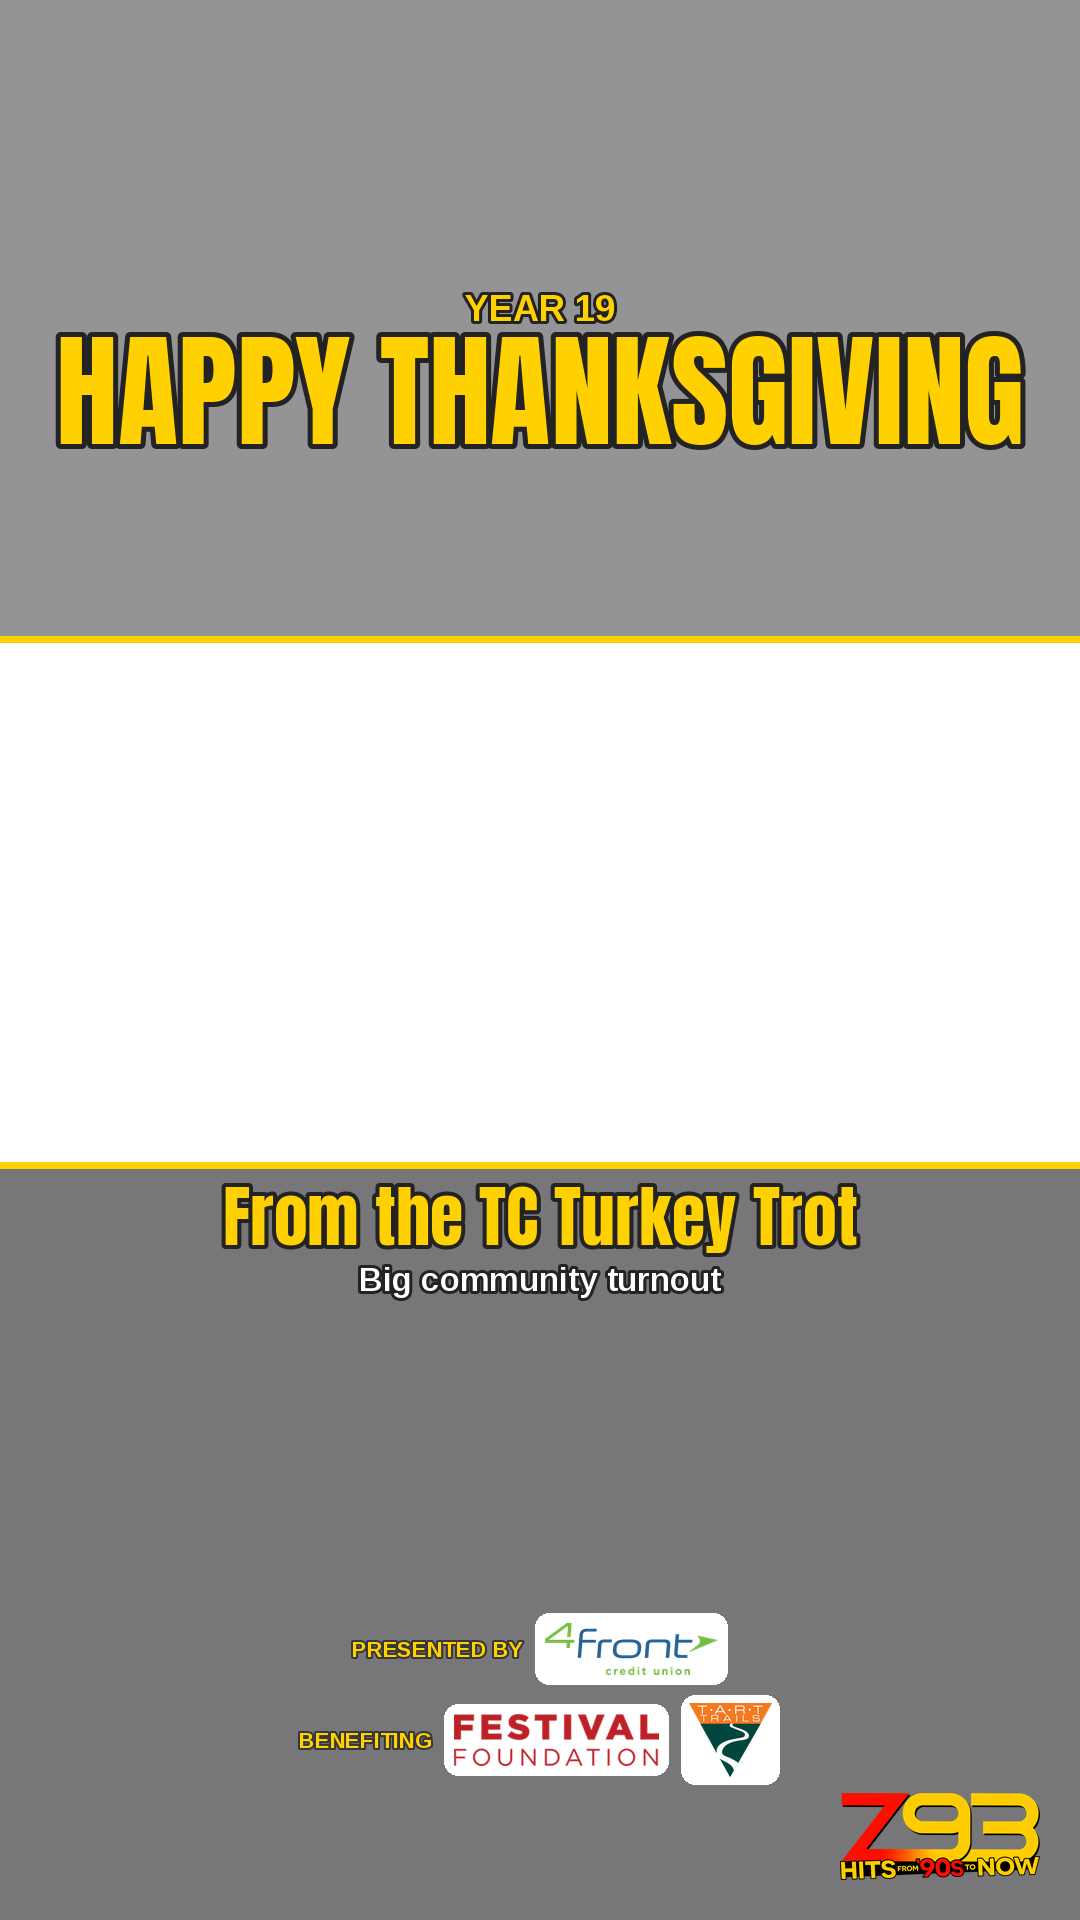 YEAR 19
HAPPY THANKSGIVING
From the TC Turkey Trot
Big community turnout
PRESENTED BY
4Front
credit union
BENEFITING
FESTIVAL
FOUNDATION
T·A·R·T
TRAILS
Z93
HITS FROM '90S TO NOW